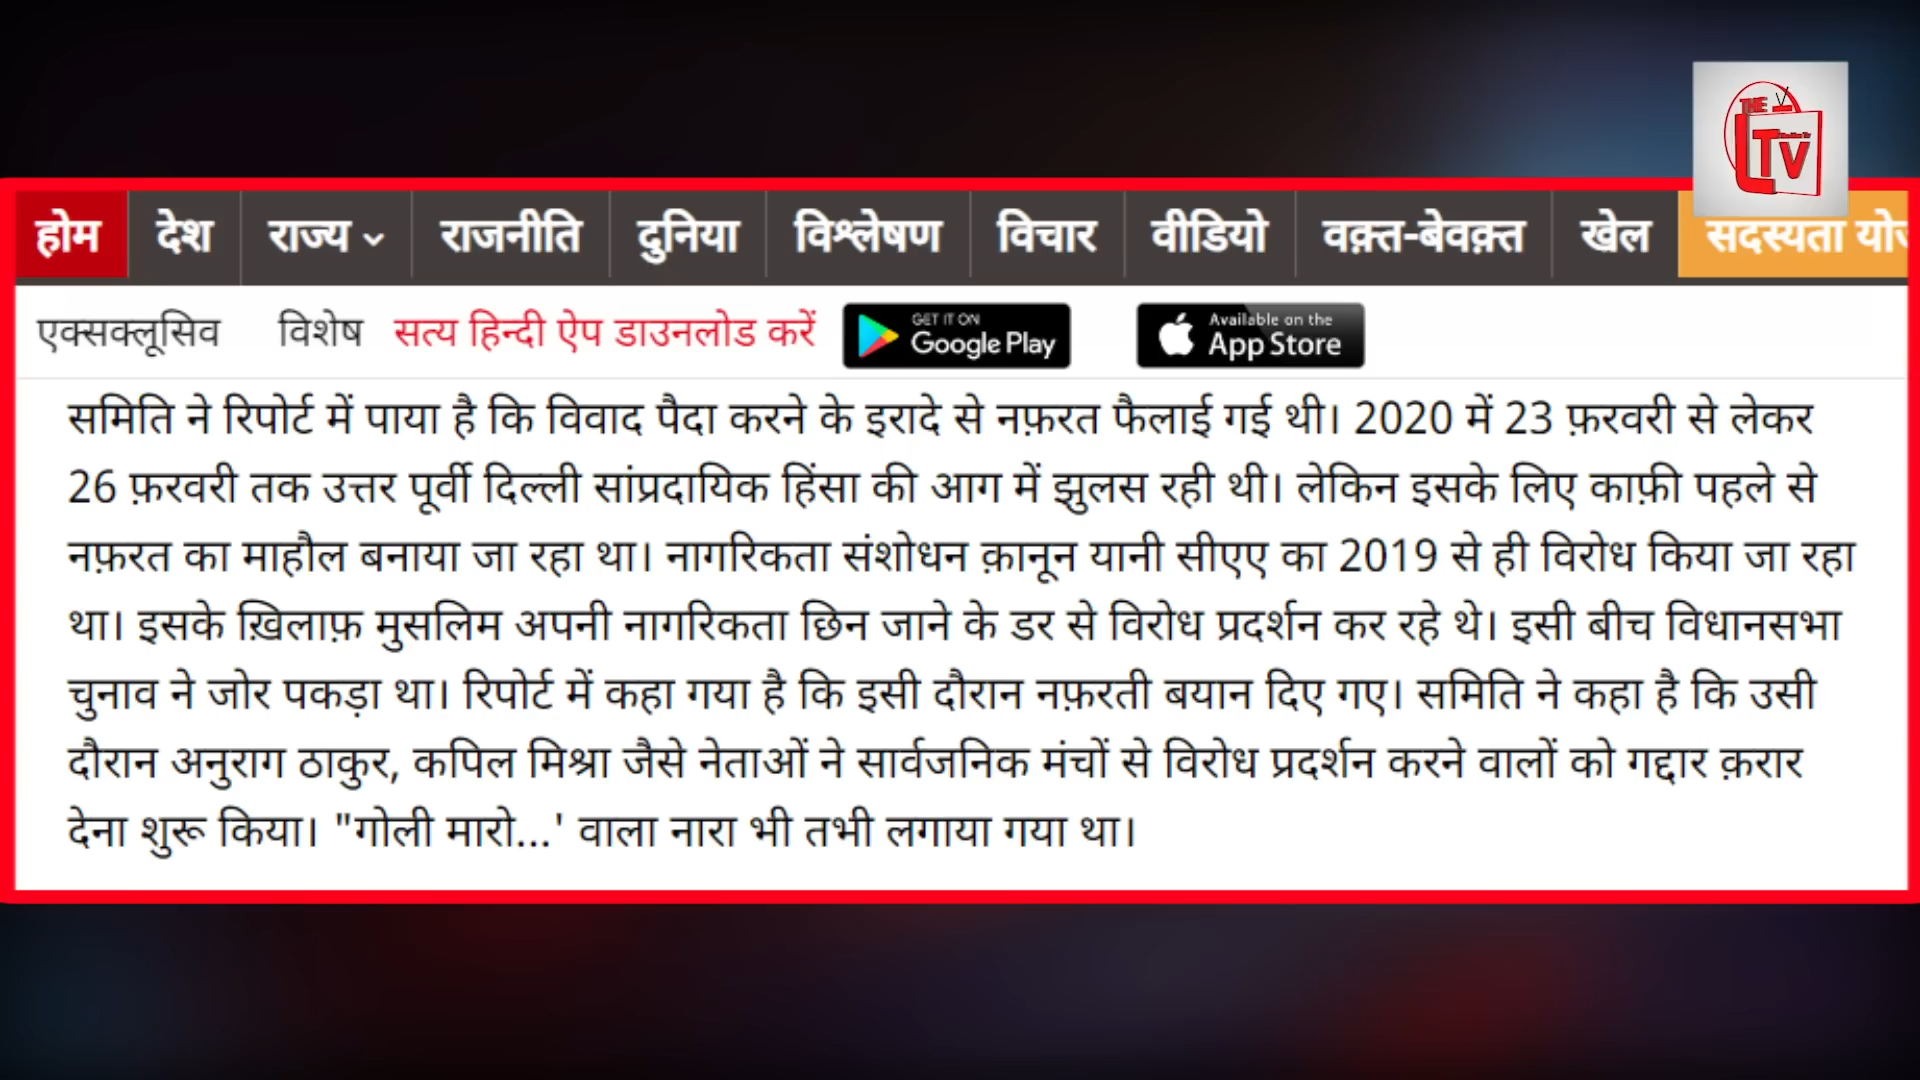 THE
L TV
होम देश राज्य राजनीति दुनिया विश्लेषण विचार वीडियो वक़्त-बेवक़्त खेल सदस्यता
एक्सक्लूसिव विशेष सत्य हिन्दी ऐप डाउनलोड करें GET IT ON Google Play Available on the App Store
समिति ने रिपोर्ट में पाया है कि विवाद पैदा करने के इरादे से नफ़रत फैलाई गई थी। 2020 में 23 फ़रवरी से लेकर
26 फ़रवरी तक उत्तर पूर्वी दिल्ली सांप्रदायिक हिंसा की आग में झुलस रही थी। लेकिन इसके लिए काफ़ी पहले से
नफ़रत का माहौल बनाया जा रहा था। नागरिकता संशोधन क़ानून यानी सीएए का 2019 से ही विरोध किया जा रहा
था। इसके ख़िलाफ़ मुसलिम अपनी नागरिकता छिन जाने के डर से विरोध प्रदर्शन कर रहे थे। इसी बीच विधानसभा
चुनाव ने जोर पकड़ा था। रिपोर्ट में कहा गया है कि इसी दौरान नफ़रती बयान दिए गए। समिति ने कहा है कि उसी
दौरान अनुराग ठाकुर, कपिल मिश्रा जैसे नेताओं ने सार्वजनिक मंचों से विरोध प्रदर्शन करने वालों को गद्दार क़रार
देना शुरू किया। "गोली मारो...' वाला नारा भी तभी लगाया गया था।